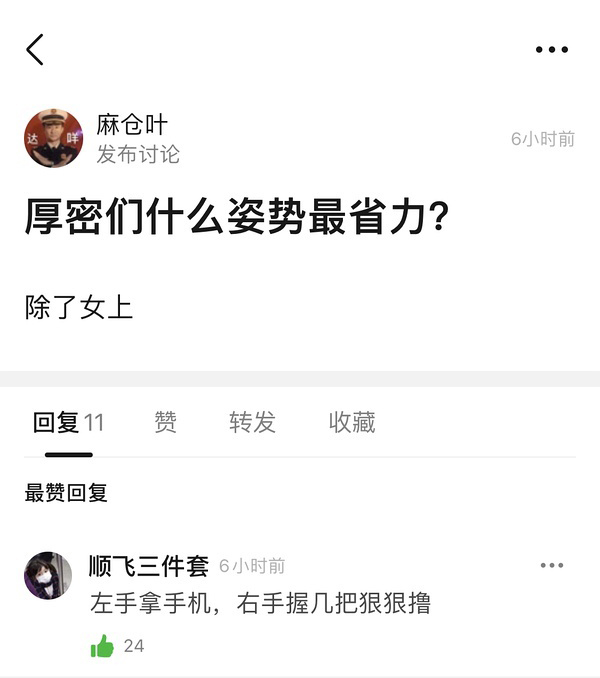 达 咩
麻仓叶
发布讨论
6小时前
厚密们什么姿势最省力?
除了女上
回复 11 赞 转发 收藏
最赞回复
顺飞三件套 6小时前
左手拿手机，右手握几把狠狠撸
24